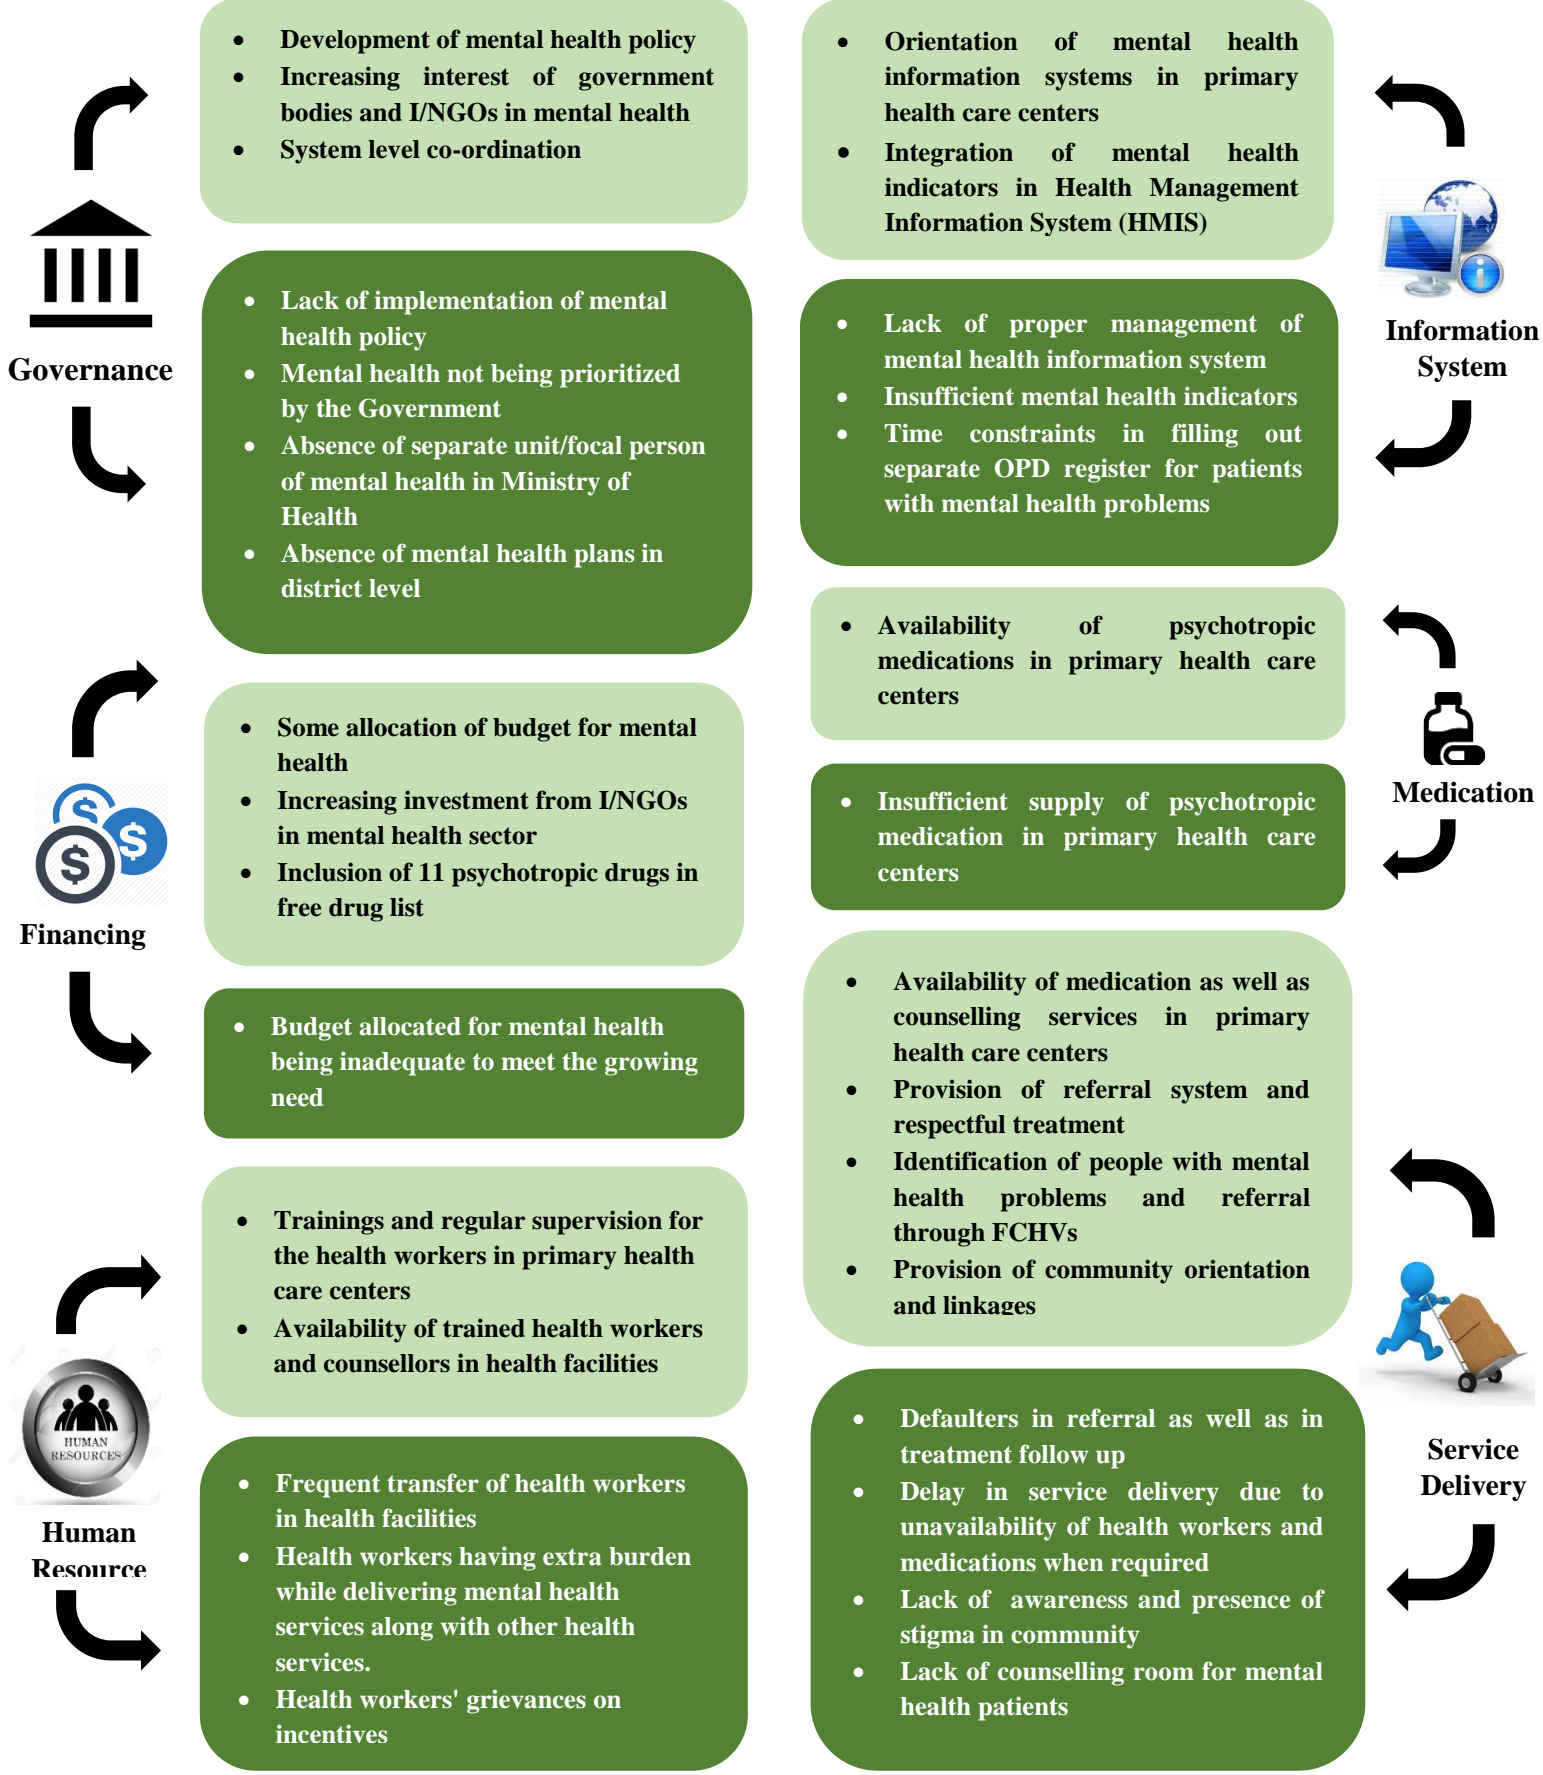 • Development of mental health policy
• Increasing interest of government
bodies and I/NGOs in mental health
• System level co-ordination
Governance
• Lack of implementation of mental
health policy
• Mental health not being prioritized
by the Government
• Absence of separate unit/focal person
of mental health in Ministry of
Health
• Absence of mental health plans in
district level
• Some allocation of budget for mental
health
• Increasing investment from I/NGOs
in mental health sector
• Inclusion of 11 psychotropic drugs in
free drug list
$
$
$
Financing
• Budget allocated for mental health
being inadequate to meet the growing
need
• Trainings and regular supervision for
the health workers in primary health
care centers
• Availability of trained health workers
and counsellors in health facilities
HUMAN
RESOURCES
Human
Resource
• Frequent transfer of health workers
in health facilities
• Health workers having extra burden
while delivering mental health
services along with other health
services.
• Health workers' grievances on
incentives
• Orientation of mental health
information systems in primary
health care centers
• Integration of mental health
indicators in Health Management
Information System (HMIS)
i
Information
System
• Lack of proper management of
mental health information system
• Insufficient mental health indicators
• Time constraints in filling out
separate OPD register for patients
with mental health problems
• Availability of psychotropic
medications in primary health care
centers
Medication
• Insufficient supply of psychotropic
medication in primary health care
centers
• Availability of medication as well as
counselling services in primary
health care centers
• Provision of referral system and
respectful treatment
• Identification of people with mental
health problems and referral
through FCHVs
• Provision of community orientation
and linkages
Service
Delivery
• Defaulters in referral as well as in
treatment follow up
• Delay in service delivery due to
unavailability of health workers and
medications when required
• Lack of awareness and presence of
stigma in community
• Lack of counselling room for mental
health patients